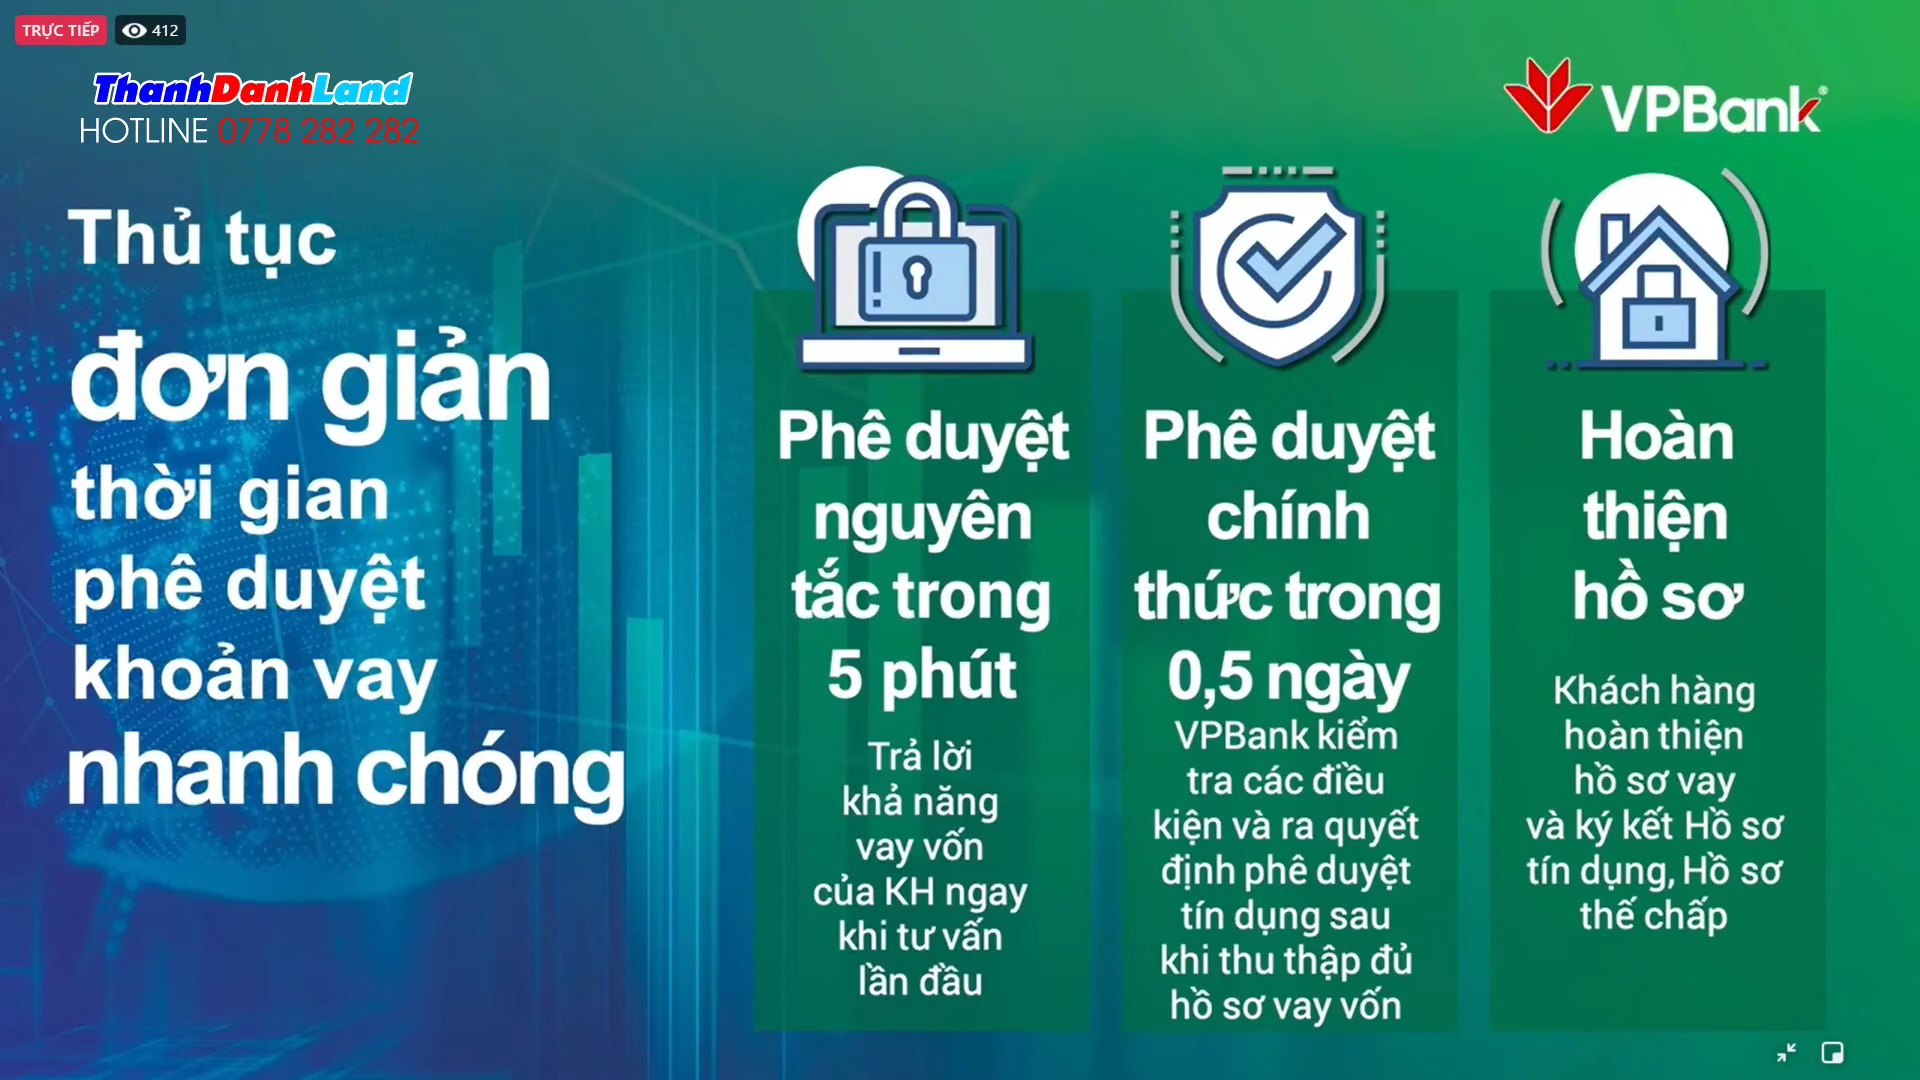 TRỰC TIẾP
412
ThanhDanhLand
HOTLINE 0778 282 282
VPBank®
Thủ tục
đơn giản
thời gian
phê duyệt
khoản vay
nhanh chóng
Phê duyệt
nguyên
tắc trong
5 phút
Trả lời
khả năng
vay vốn
của KH ngay
khi tư vấn
lần đầu
Phê duyệt
chính
thức trong
0,5 ngày
VPBank kiểm
tra các điều
kiện và ra quyết
định phê duyệt
tín dụng sau
khi thu thập đủ
hồ sơ vay vốn
Hoàn
thiện
hồ sơ
Khách hàng
hoàn thiện
hồ sơ vay
và ký kết Hồ sơ
tín dụng, Hồ sơ
thế chấp